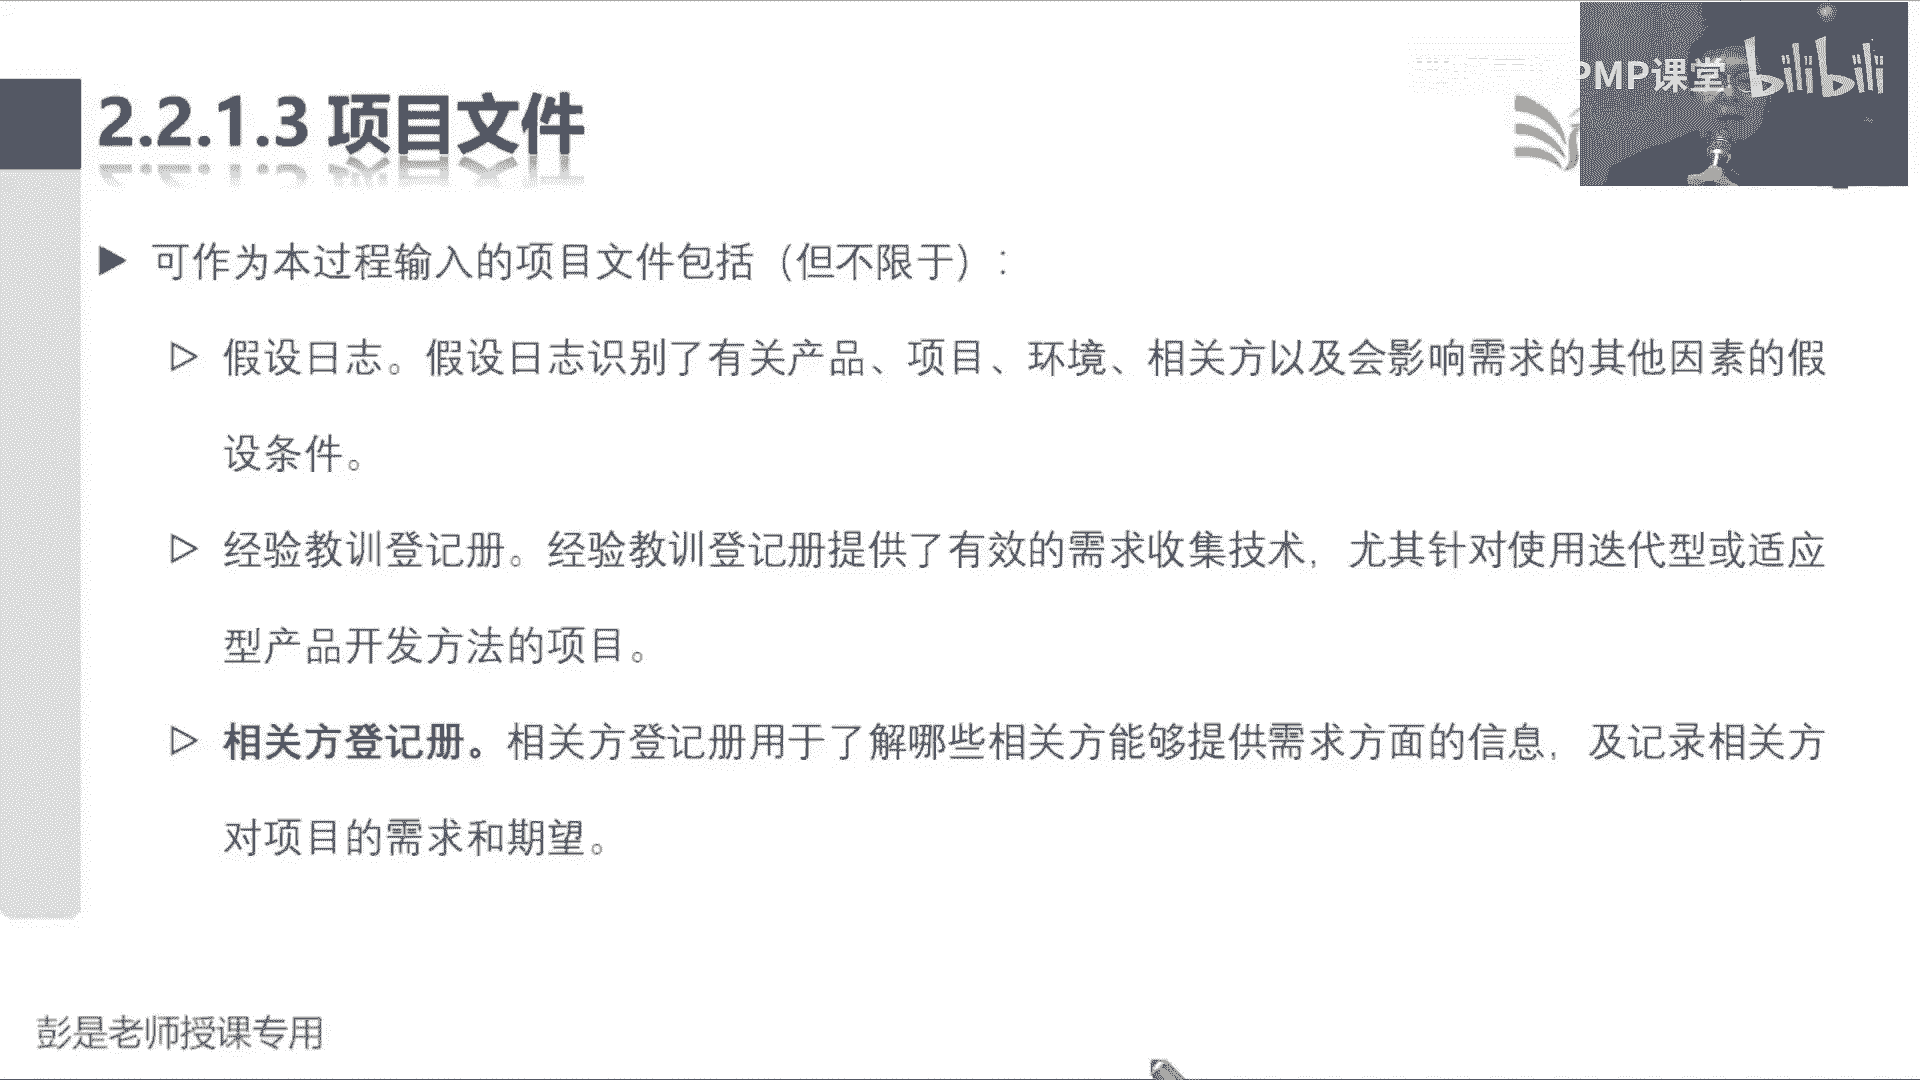 PMP课堂 bilibili
2.2.1.3 项目文件
可作为本过程输入的项目文件包括（但不限于）：
假设日志。假设日志识别了有关产品、项目、环境、相关方以及会影响需求的其他因素的假
设条件。
经验教训登记册。经验教训登记册提供了有效的需求收集技术，尤其针对使用迭代型或适应
型产品开发方法的项目。
相关方登记册。相关方登记册用于了解哪些相关方能够提供需求方面的信息，及记录相关方
对项目的需求和期望。
彭是老师授课专用